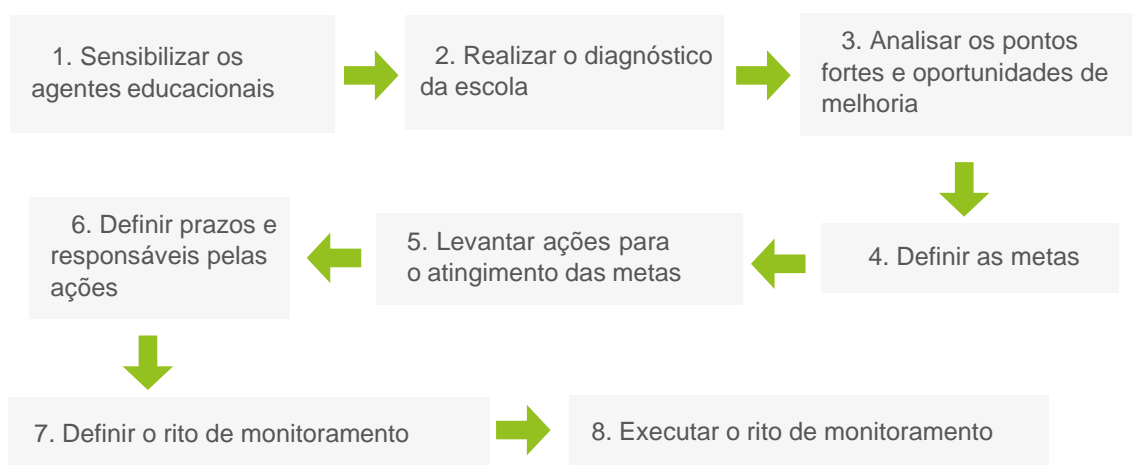 1. Sensibilizar os
agentes educacionais
2. Realizar o diagnóstico
da escola
3. Analisar os pontos
fortes e oportunidades de
melhoria
4. Definir as metas
5. Levantar ações para
o atingimento das metas
6. Definir prazos e
responsáveis pelas
ações
7. Definir o rito de monitoramento
8. Executar o rito de monitoramento